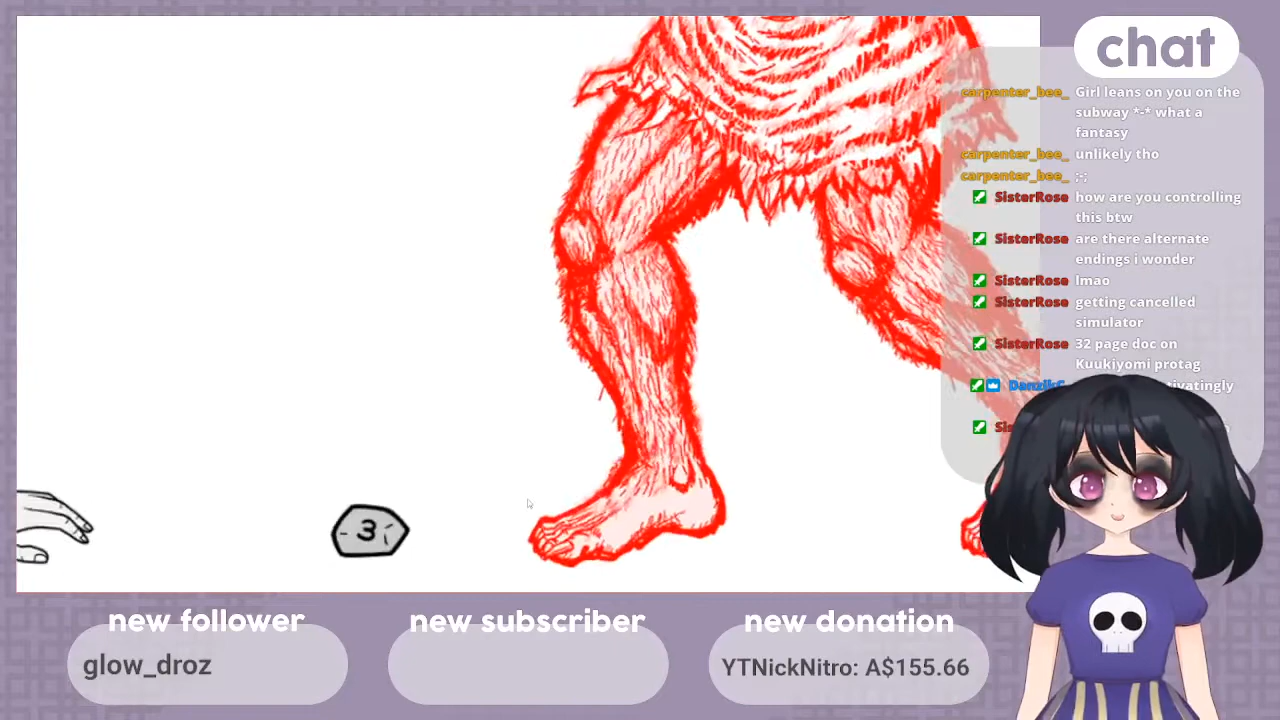 chat
carpenter_bee_ Girl leans on you on the
subway *-* what a
fantasy
carpenter_bee_ unlikely tho
carpenter_bee_ ;-;
SisterRose how are you controlling
this btw
SisterRose are there alternate
endings i wonder
SisterRose lmao
SisterRose getting cancelled
simulator
SisterRose 32 page doc on
Kuukiyomi protag
3
new follower
glow_droz
new subscriber
new donation
YTNickNitro: A$155.66